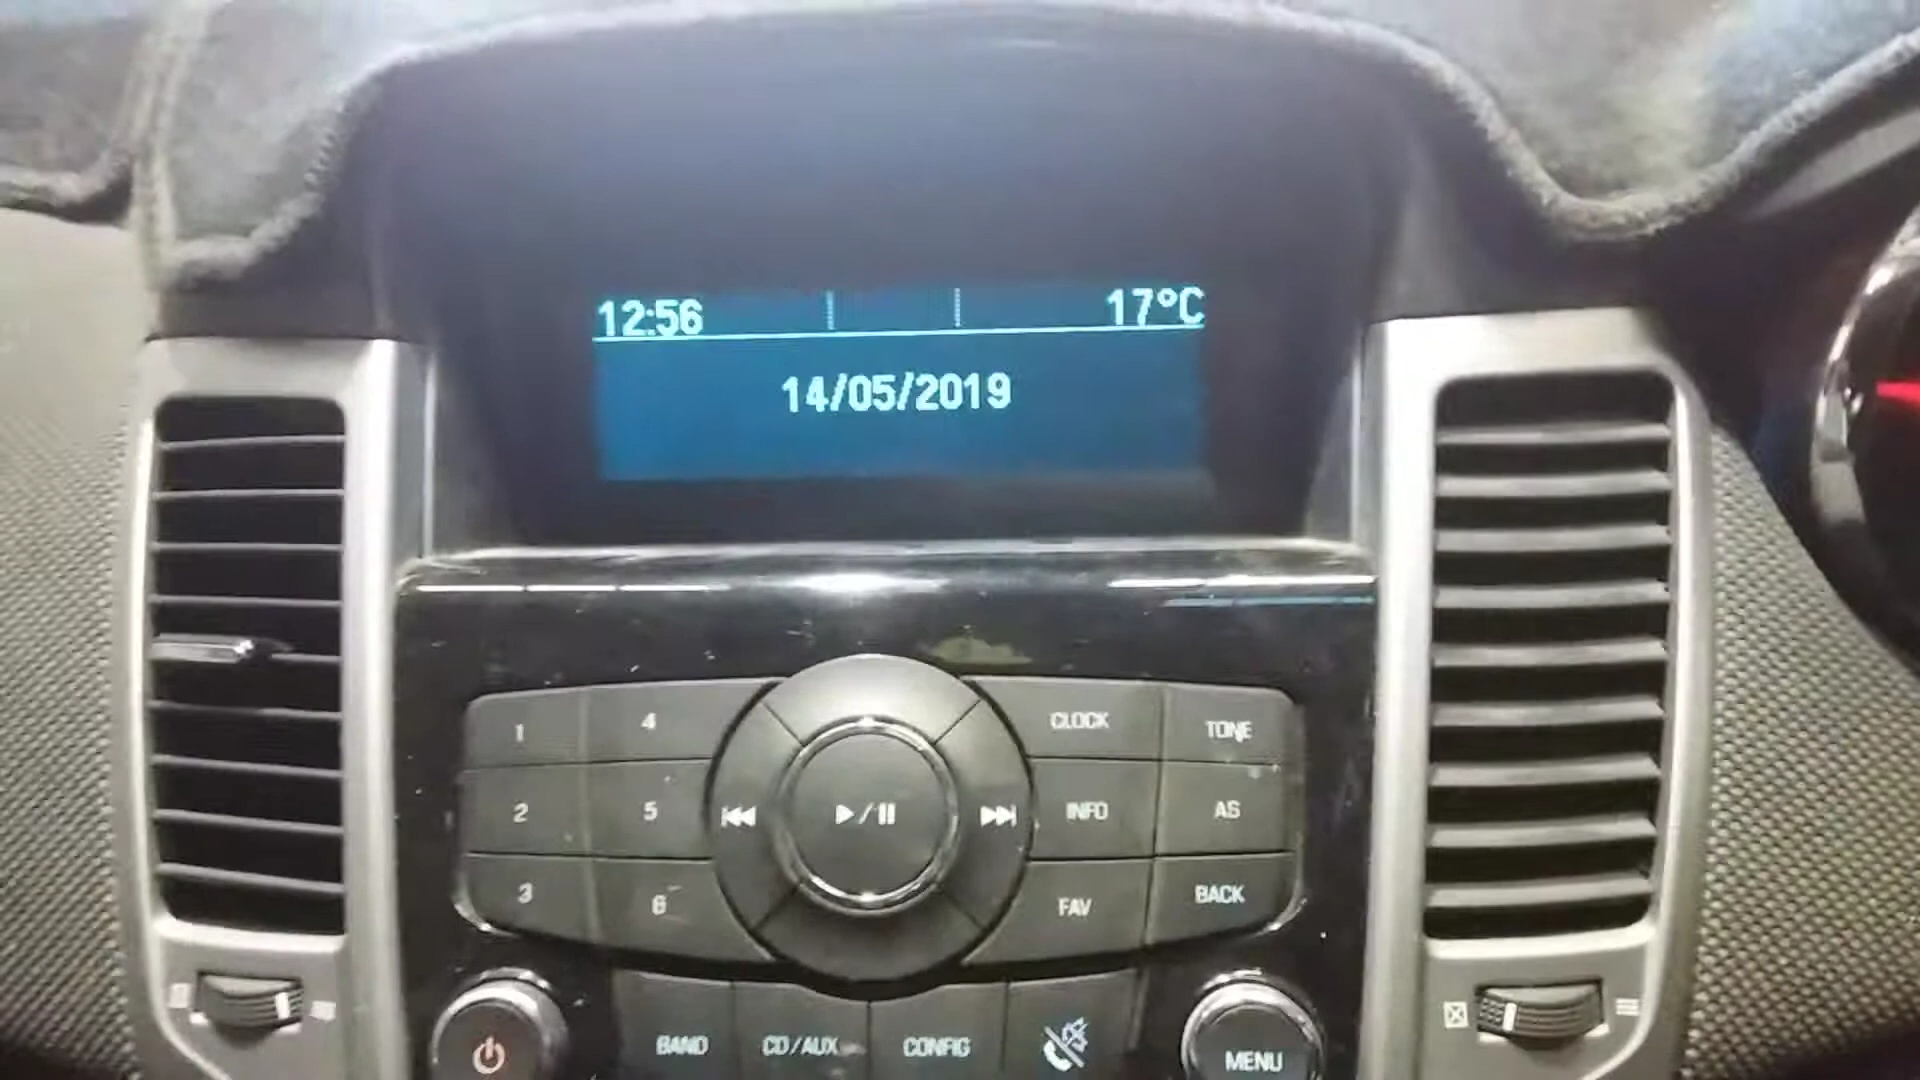 12:56 17°C
14/05/2019
1 4 CLOCK TONE
2 5 INFO AS
3 6 FAV BACK
BAND CD/AUX CONFIG MENU